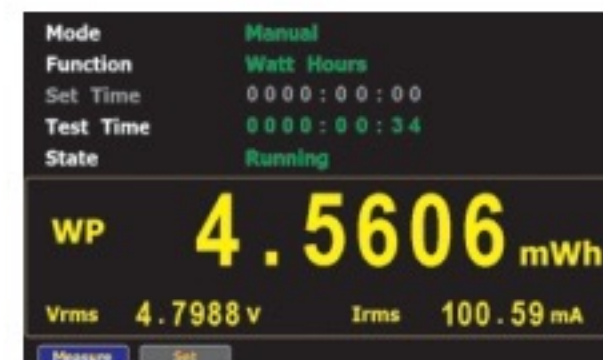 Mode Manual
Function Watt Hours
Set Time 0000:00:00
Test Time 0000:00:34
State Running
WP 4.5606 mWh
Vrms 4.7988 V Irms 100.59 mA
Measure Set